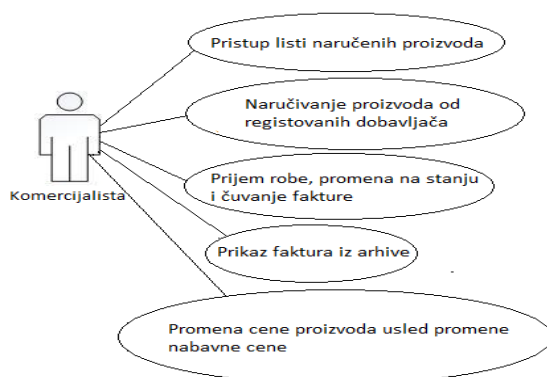 Pristup listi naručenih proizvoda
Naručivanje proizvoda od
registovanih dobavljača
Prijem robe, promena na stanju
i čuvanje fakture
Komercijalista
Prikaz faktura iz arhive
Promena cene proizvoda usled promene
nabavne cene